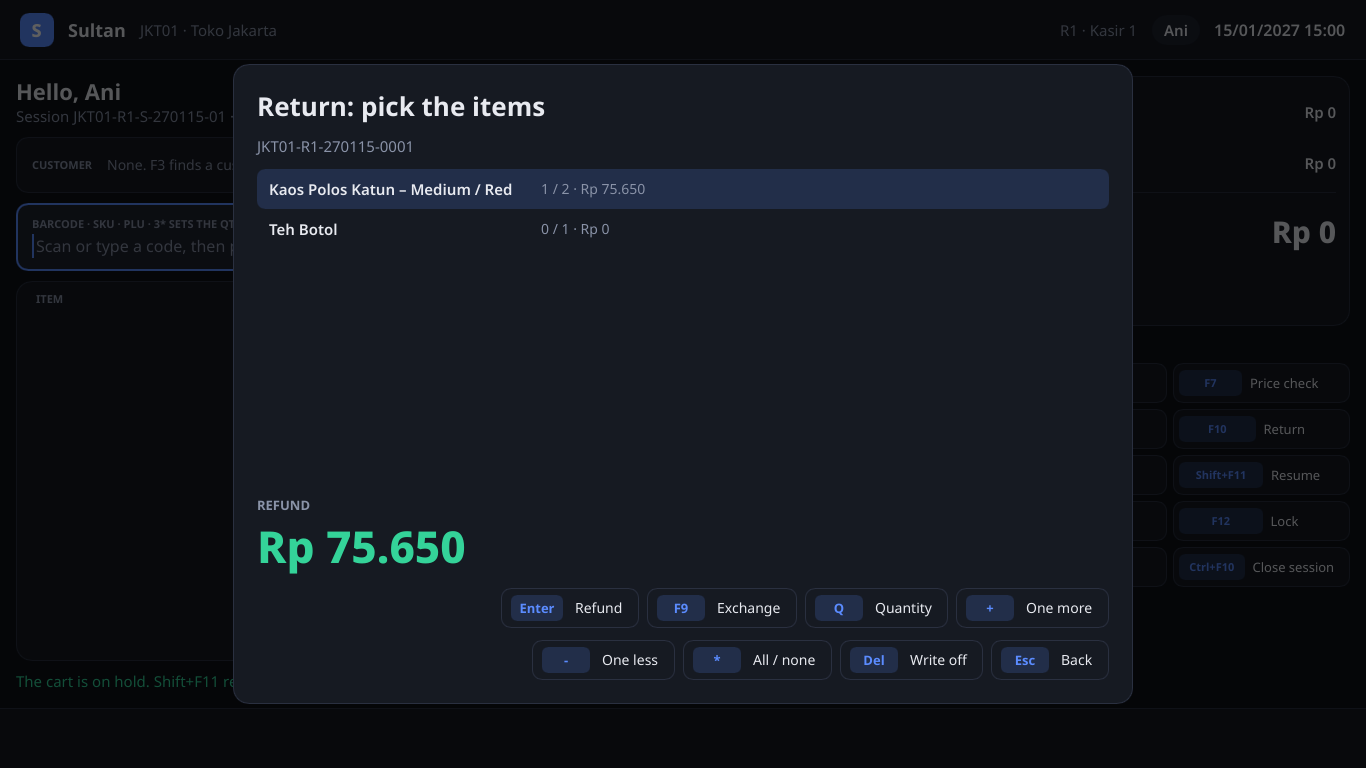 S Sultan JKT01 · Toko Jakarta
R1 · Kasir 1 Ani 15/01/2027 15:00
Hello, Ani
Session JKT01-R1-S-270115-01 ·
CUSTOMER None. F3 finds a
BARCODE · SKU · PLU · 3* SETS THE
Scan or type a code, then
ITEM
The cart is on hold. Shift+F11
Return: pick the items
JKT01-R1-270115-0001
Kaos Polos Katun – Medium / Red 1 / 2 · Rp 75.650
Teh Botol 0 / 1 · Rp 0
REFUND
Rp 75.650
Enter Refund F9 Exchange Q Quantity + One more
- One less * All / none Del Write off Esc Back
Rp 0
Rp 0
Rp 0
F7 Price check
F10 Return
Shift+F11 Resume
F12 Lock
Ctrl+F10 Close session